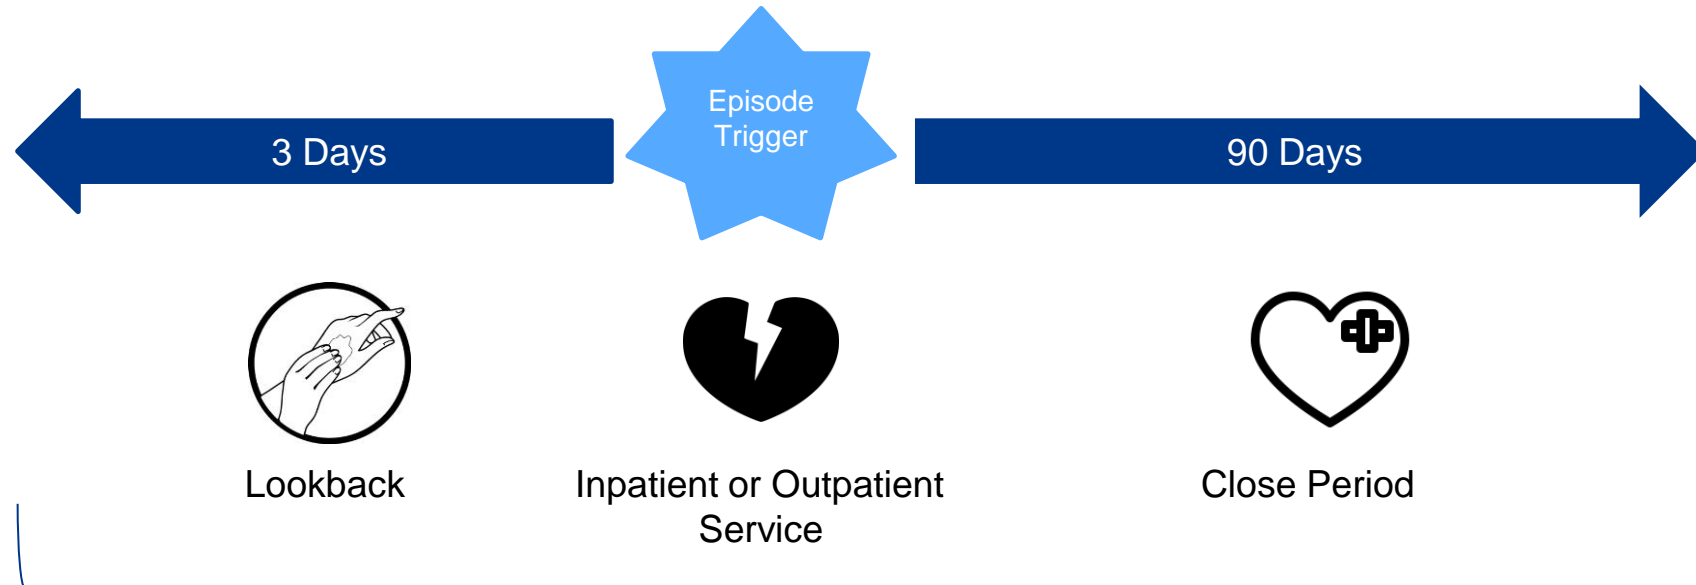 Episode
Trigger
3 Days
90 Days
Lookback
Inpatient or Outpatient
Service
Close Period